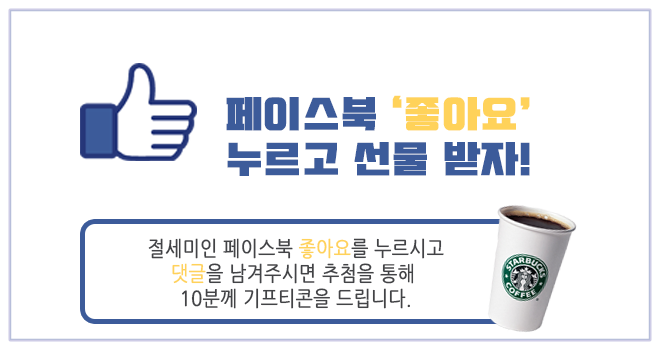 페이스북 ‘좋아요’
누르고 선물 받자!
절세미인 페이스북 좋아요를 누르시고
댓글을 남겨주시면 추첨을 통해
10분께 기프티콘을 드립니다.
STARBUCKS
COFFEE